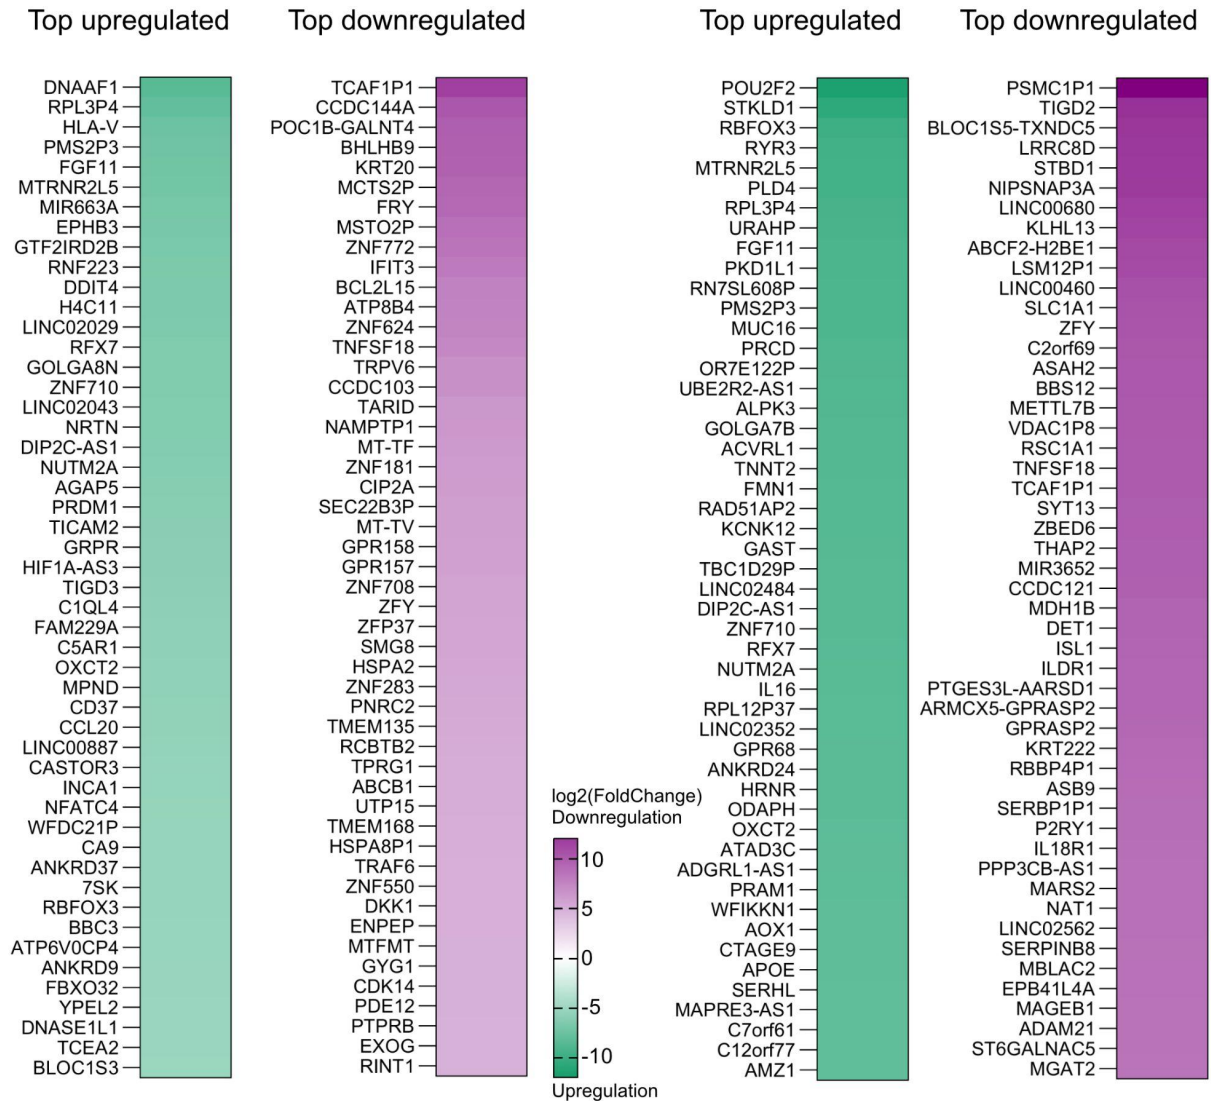 Top upregulated
DNAAF1
RPL3P4
HLA-V
PMS2P3
FGF11
MTRNR2L5
MIR663A
EPHB3
GTF2IRD2B
RNF223
DDIT4
H4C11
LINC02029
RFX7
GOLGA8N
ZNF710
LINC02043
NRTN
DIP2C-AS1
NUTM2A
AGAP5
PRDM1
TICAM2
GRPR
HIF1A-AS3
TIGD3
C1QL4
FAM229A
C5AR1
OXCT2
MPND
CD37
CCL20
LINC00887
CASTOR3
INCA1
NFATC4
WFDC21P
CA9
ANKRD37
7SK
RBFOX3
BBC3
ATP6V0CP4
ANKRD9
FBXO32
YPEL2
DNASE1L1
TCEA2
BLOC1S3
Top downregulated
TCAF1P1
CCDC144A
POC1B-GALNT4
BHLHB9
KRT20
MCTS2P
FRY
MSTO2P
ZNF772
IFIT3
BCL2L15
ATP8B4
ZNF624
TNFSF18
TRPV6
CCDC103
TARID
NAMPTP1
MT-TF
ZNF181
CIP2A
SEC22B3P
MT-TV
GPR158
GPR157
ZNF708
ZFY
ZFP37
SMG8
HSPA2
ZNF283
PNRC2
TMEM135
RCBTB2
TPRG1
ABCB1
UTP15
TMEM168
HSPA8P1
TRAF6
ZNF550
DKK1
ENPEP
MTFMT
GYG1
CDK14
PDE12
PTPRB
EXOG
RINT1
log2(FoldChange)
Downregulation
10
5
0
-5
-10
Upregulation
Top upregulated
POU2F2
STKLD1
RBFOX3
RYR3
MTRNR2L5
PLD4
RPL3P4
URAHP
FGF11
PKD1L1
RN7SL608P
PMS2P3
MUC16
PRCD
OR7E122P
UBE2R2-AS1
ALPK3
GOLGA7B
ACVRL1
TNNT2
FMN1
RAD51AP2
KCNK12
GAST
TBC1D29P
LINC02484
DIP2C-AS1
ZNF710
RFX7
NUTM2A
IL16
RPL12P37
LINC02352
GPR68
ANKRD24
HRNR
ODAPH
OXCT2
ATAD3C
ADGRL1-AS1
PRAM1
WFIKKN1
AOX1
CTAGE9
APOE
SERHL
MAPRE3-AS1
C7orf61
C12orf77
AMZ1
Top downregulated
PSMC1P1
TIGD2
BLOC1S5-TXNDC5
LRRC8D
STBD1
NIPSNAP3A
LINC00680
KLHL13
ABCF2-H2BE1
LSM12P1
LINC00460
SLC1A1
ZFY
C2orf69
ASAH2
BBS12
METTL7B
VDAC1P8
RSC1A1
TNFSF18
TCAF1P1
SYT13
ZBED6
THAP2
MIR3652
CCDC121
MDH1B
DET1
ISL1
ILDR1
PTGES3L-AARSD1
ARMCX5-GPRASP2
GPRASP2
KRT222
RBBP4P1
ASB9
SERBP1P1
P2RY1
IL18R1
PPP3CB-AS1
MARS2
NAT1
LINC02562
SERPINB8
MBLAC2
EPB41L4A
MAGEB1
ADAM21
ST6GALNAC5
MGAT2